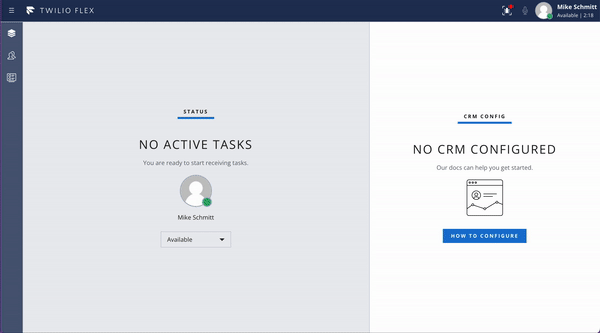 TWILIO FLEX
Mike Schmitt
Available | 2:18
STATUS
NO ACTIVE TASKS
You are ready to start receiving tasks.
Mike Schmitt
Available
CRM CONFIG
NO CRM CONFIGURED
Our docs can help you get started.
HOW TO CONFIGURE